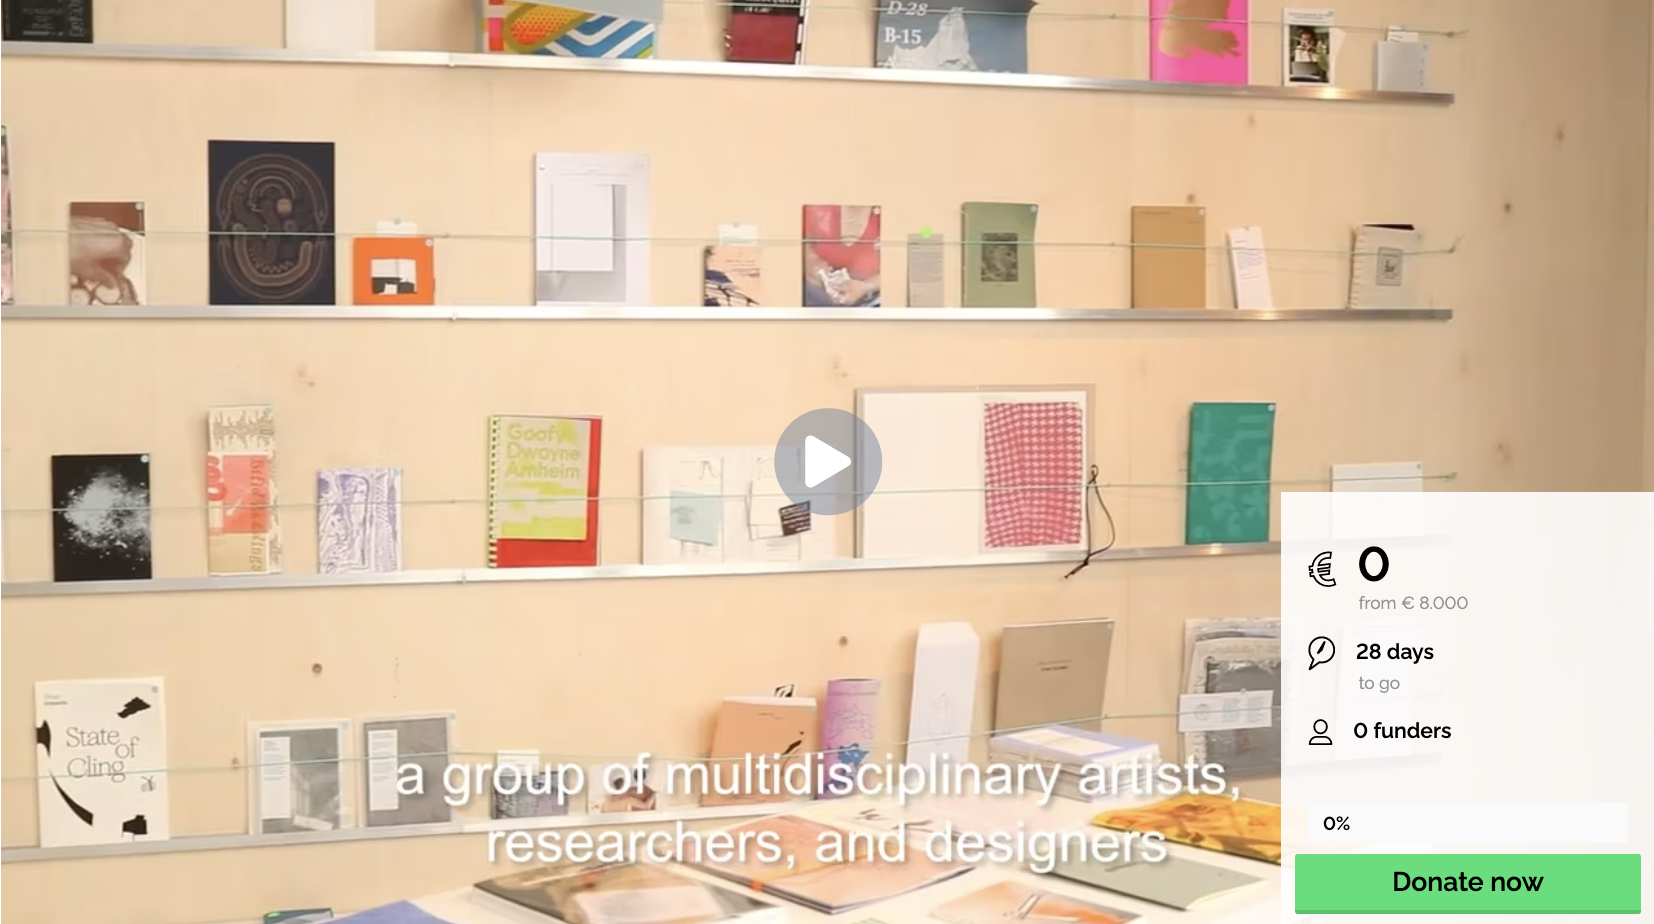 D-28
B-15
Goofy
Dwayne
Arnheim
State
of
Cling
a group of multidisciplinary artists,
researchers, and designers
0
from € 8.000
28 days
to go
0 funders
0%
Donate now